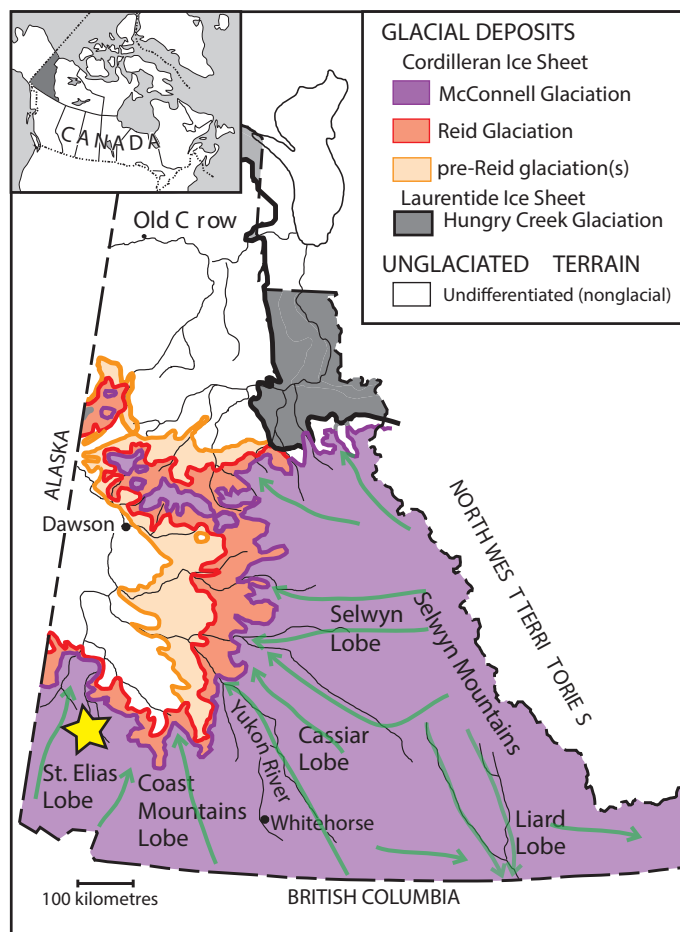 CANADA
GLACIAL DEPOSITS
Cordilleran Ice Sheet
McConnell Glaciation
Reid Glaciation
pre-Reid glaciation(s)
Laurentide Ice Sheet
Hungry Creek Glaciation
UNGLACIATED TERRAIN
Undifferentiated (nonglacial)
Old Crow
ALASKA
Dawson
NORTHWEST TERRITORIES
Selwyn Mountains
Selwyn
Lobe
Yukon River
Cassiar
Lobe
St. Elias
Lobe
Coast
Mountains
Lobe
Whitehorse
Liard
Lobe
100 kilometres
BRITISH COLUMBIA